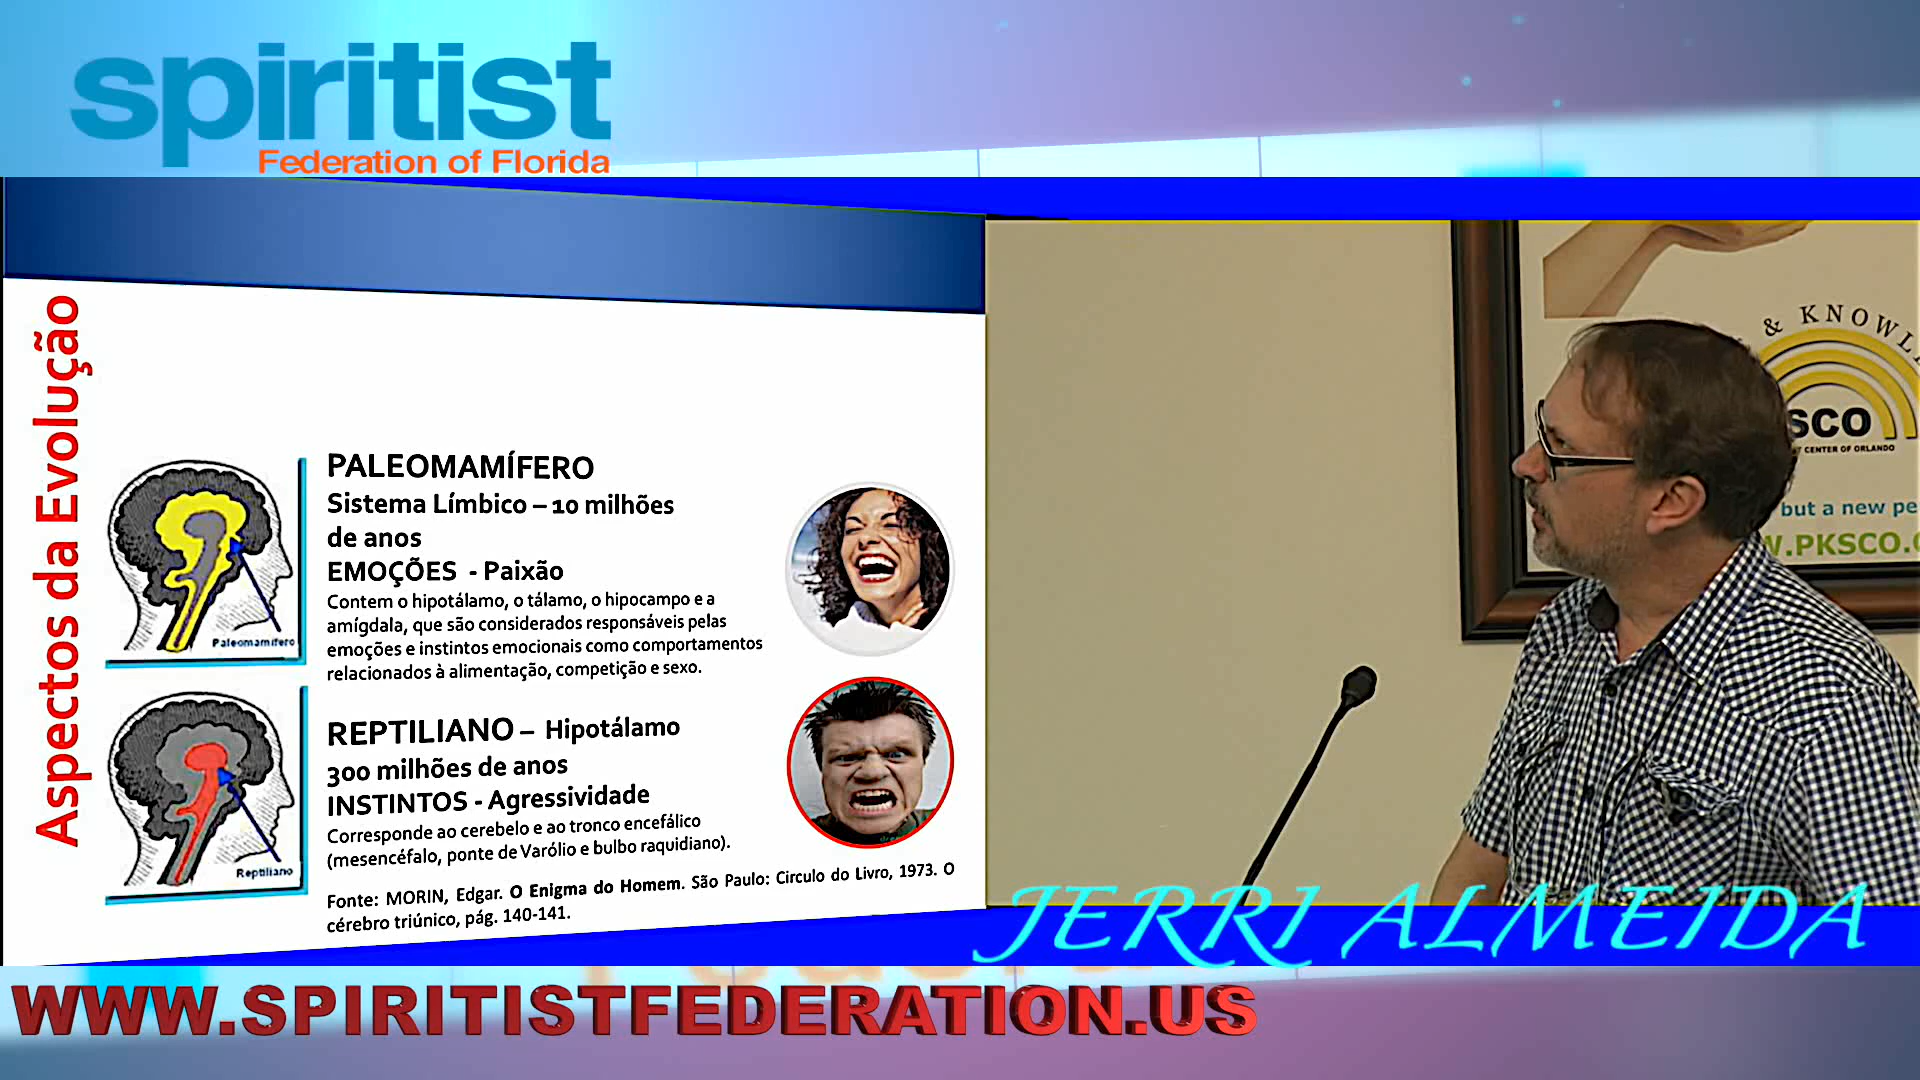 spiritist
Federation of Florida
Aspectos da Evolução
PALEOMAMÍFERO
Sistema Límbico – 10 milhões
de anos
EMOÇÕES - Paixão
Contem o hipotálamo, o tálamo, o hipocampo e a
amígdala, que são considerados responsáveis pelas
emoções e instintos emocionais como comportamentos
relacionados à alimentação, competição e sexo.
Paleomamífero
REPTILIANO – Hipotálamo
300 milhões de anos
INSTINTOS - Agressividade
Corresponde ao cerebelo e ao tronco encefálico
(mesencéfalo, ponte de Varólio e bulbo raquidiano).
Reptiliano
Fonte: MORIN, Edgar. O Enigma do Homem. São Paulo: Circulo do Livro, 1973. O
cérebro triúnico, pág. 140-141.
& KNOWL
SCO
CENTER OF ORLANDO
but a new pe
W.PKSCO.
JERRI ALMEIDA
WWW.SPIRITISTFEDERATION.US